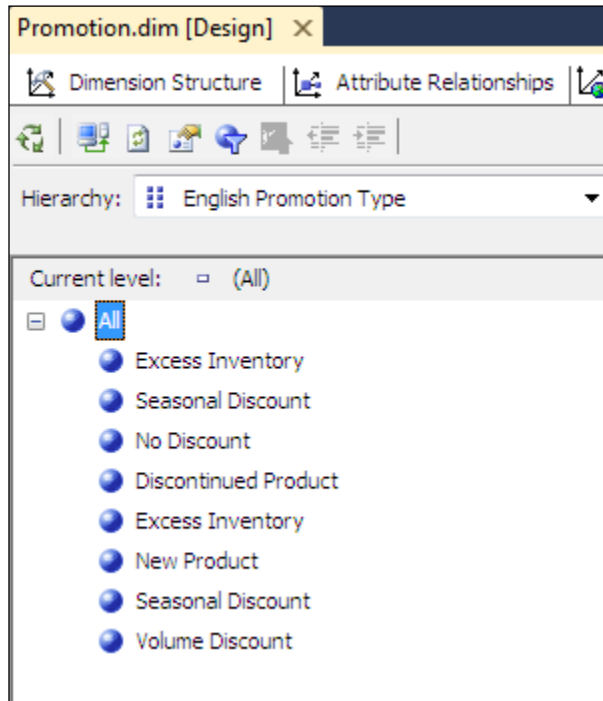 Promotion.dim [Design]
Dimension Structure Attribute Relationships
Hierarchy: English Promotion Type
Current level: (All)
All
Excess Inventory
Seasonal Discount
No Discount
Discontinued Product
Excess Inventory
New Product
Seasonal Discount
Volume Discount